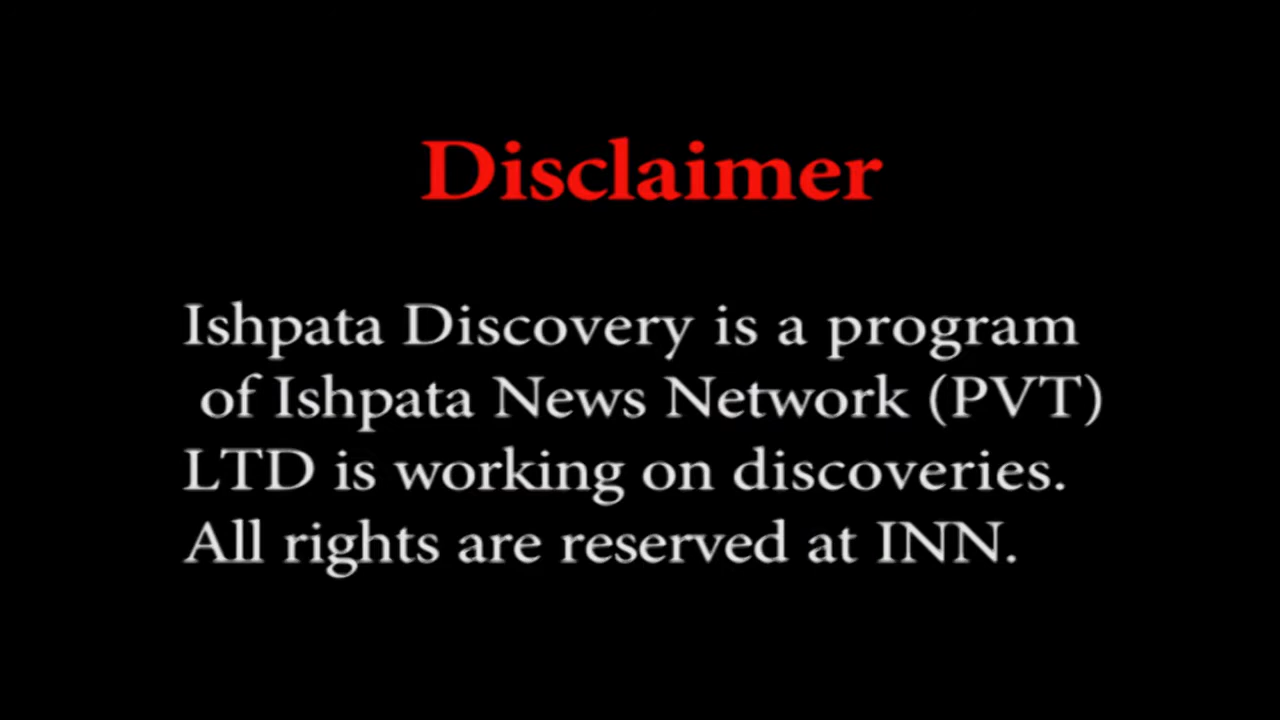 Disclaimer
Ishpata Discovery is a program
of Ishpata News Network (PVT)
LTD is working on discoveries.
All rights are reserved at INN.